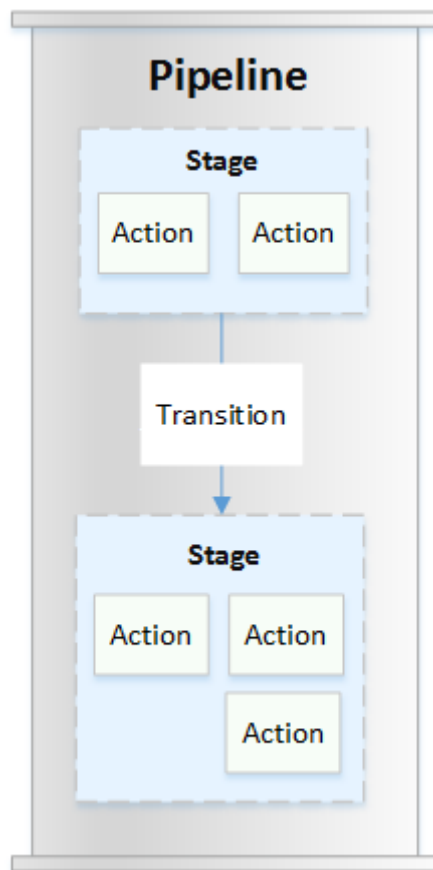 Pipeline
Stage
Action Action
Transition
Stage
Action Action
Action